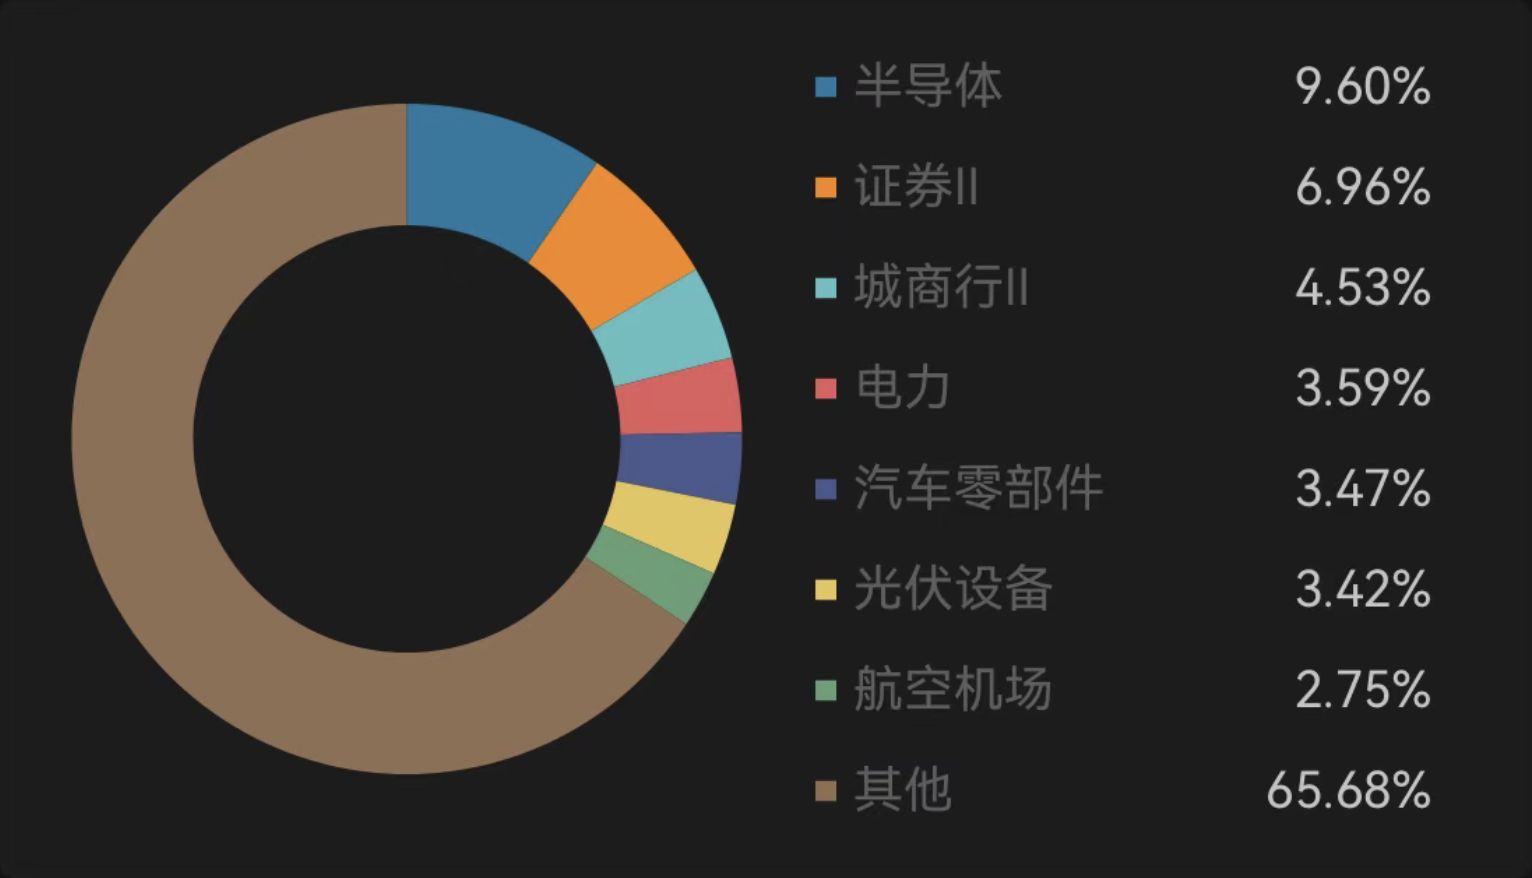 半导体 9.60%
证券II 6.96%
城商行II 4.53%
电力 3.59%
汽车零部件 3.47%
光伏设备 3.42%
航空机场 2.75%
其他 65.68%